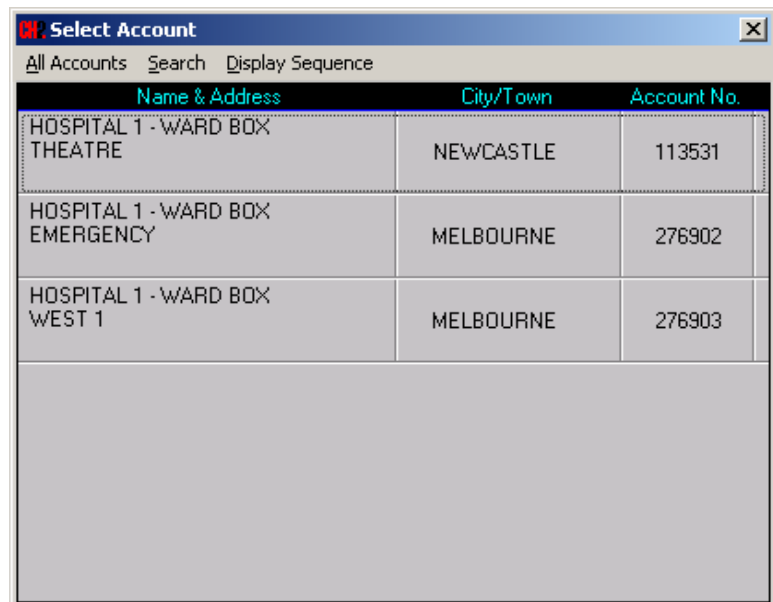 CH2 Select Account
All Accounts Search Display Sequence
Name & Address City/Town Account No.
HOSPITAL 1 - WARD BOX
THEATRE NEWCASTLE 113531
HOSPITAL 1 - WARD BOX
EMERGENCY MELBOURNE 276902
HOSPITAL 1 - WARD BOX
WEST 1 MELBOURNE 276903